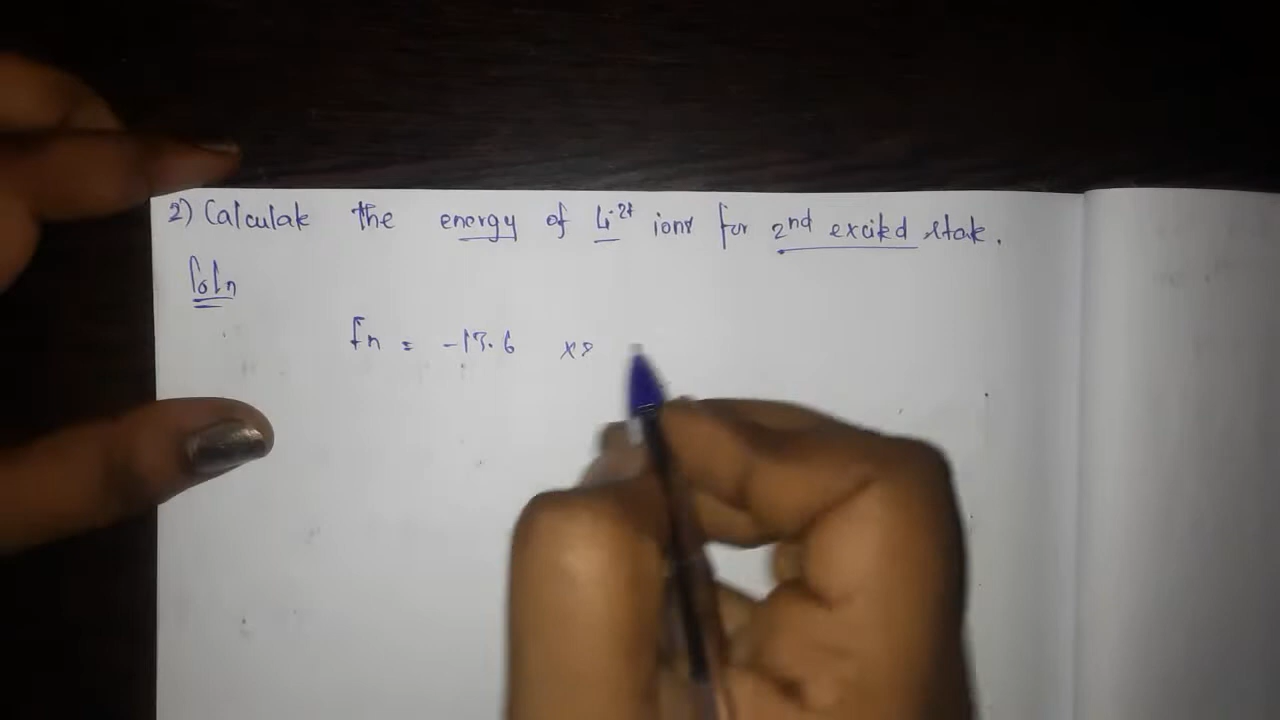 2) Calculate the energy of Li²⁺ ions for 2nd excited state.
Soln
En = -13.6 x